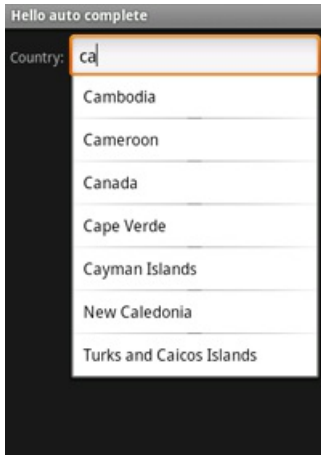 Hello auto complete
Country: ca
Cambodia
Cameroon
Canada
Cape Verde
Cayman Islands
New Caledonia
Turks and Caicos Islands